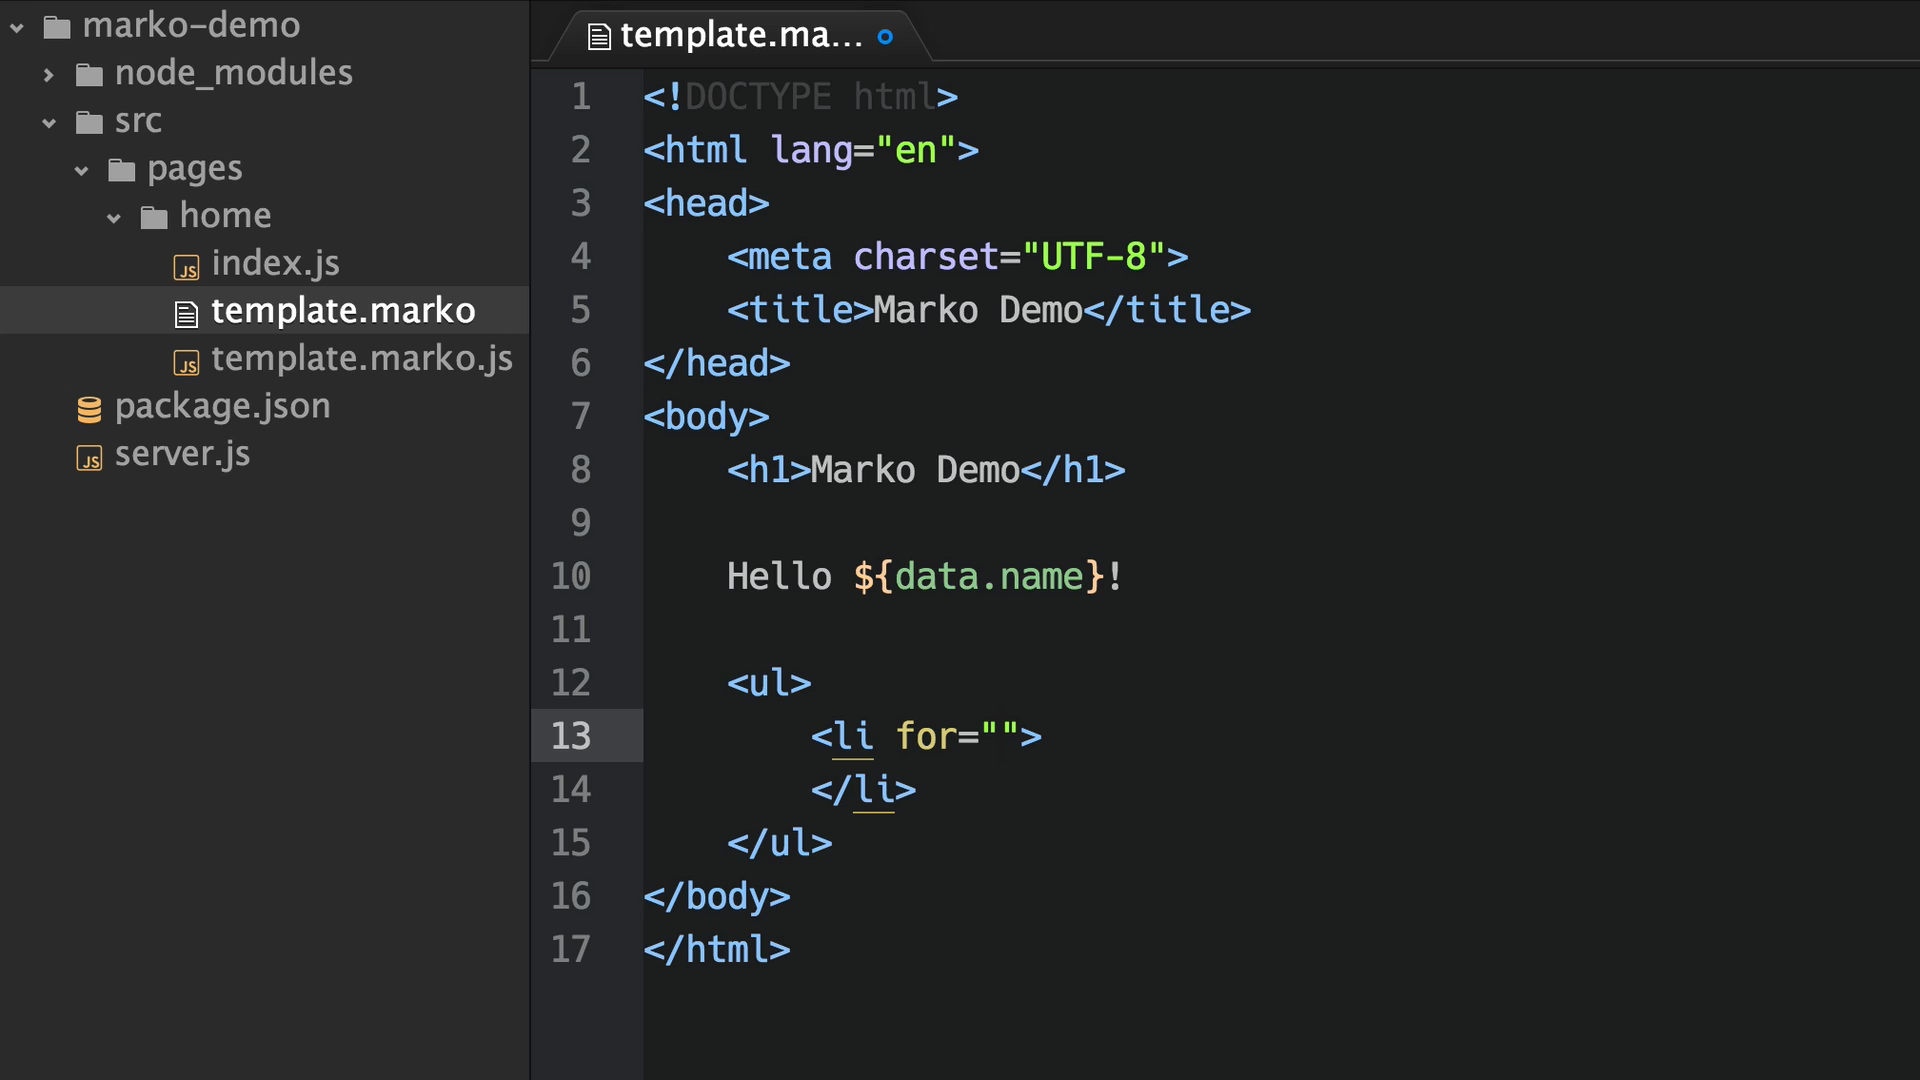 marko-demo
node_modules
src
pages
home
index.js
template.marko
template.marko.js
package.json
server.js
template.ma...
1 <!DOCTYPE html>
2 <html lang="en">
3 <head>
4     <meta charset="UTF-8">
5     <title>Marko Demo</title>
6 </head>
7 <body>
8     <h1>Marko Demo</h1>
9
10     Hello ${data.name}!
11
12     <ul>
13         <li for="">
14         </li>
15     </ul>
16 </body>
17 </html>